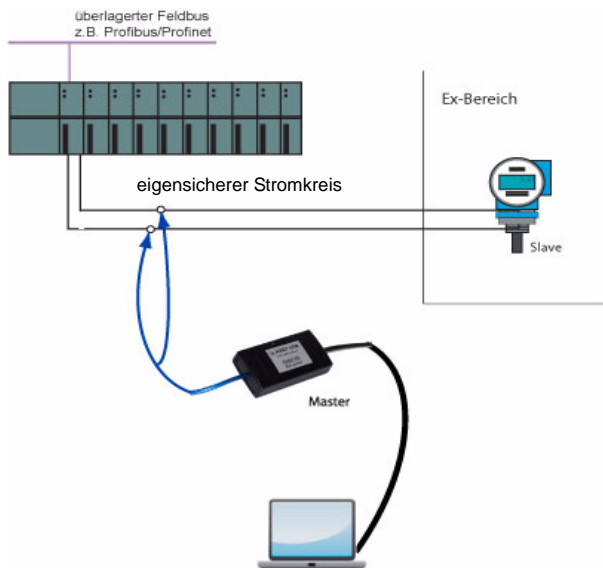 überlagerter Feldbus
z.B. Profibus/Profinet
Ex-Bereich
eigensicherer Stromkreis
Slave
Master